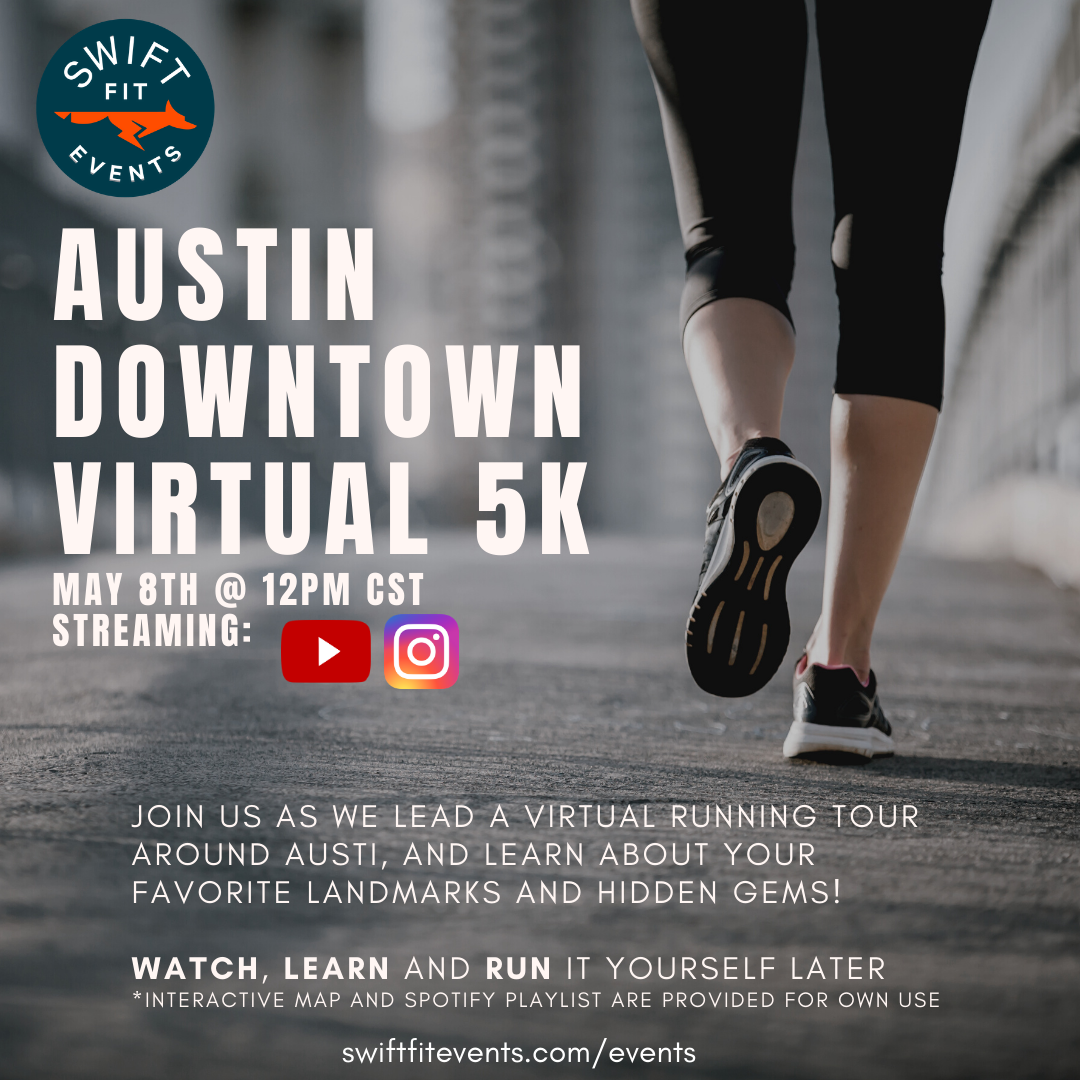 SWIFT
FIT
EVENTS
AUSTIN
DOWNTOWN
VIRTUAL 5K
MAY 8TH @ 12PM CST
STREAMING:
JOIN US AS WE LEAD A VIRTUAL RUNNING TOUR
AROUND AUSTI, AND LEARN ABOUT YOUR
FAVORITE LANDMARKS AND HIDDEN GEMS!
WATCH, LEARN AND RUN IT YOURSELF LATER
*INTERACTIVE MAP AND SPOTIFY PLAYLIST ARE PROVIDED FOR OWN USE
swiftfitevents.com/events